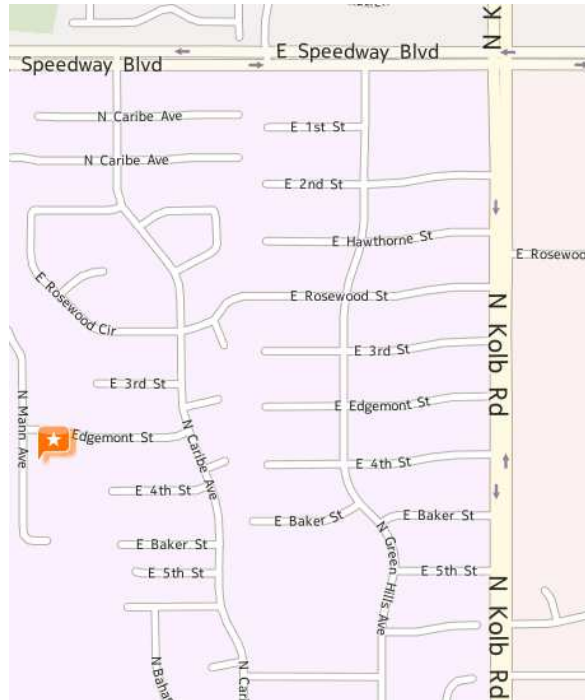 E Speedway Blvd
Speedway Blvd
N K
N Caribe Ave
E 1st St
N Caribe Ave
E 2nd St
E Hawthorne St
E Rosewood
E Rosewood Cir
E Rosewood St
N Kolb Rd
E 3rd St
E 3rd St
N Mann Ave
Edgemont St
E Edgemont St
N Caribe Ave
E 4th St
E 4th St
E Baker St
E Baker St
N Green Hills Ave
E Baker St
E 5th St
E 5th St
N Kolb Rd
N Baha
N Cari